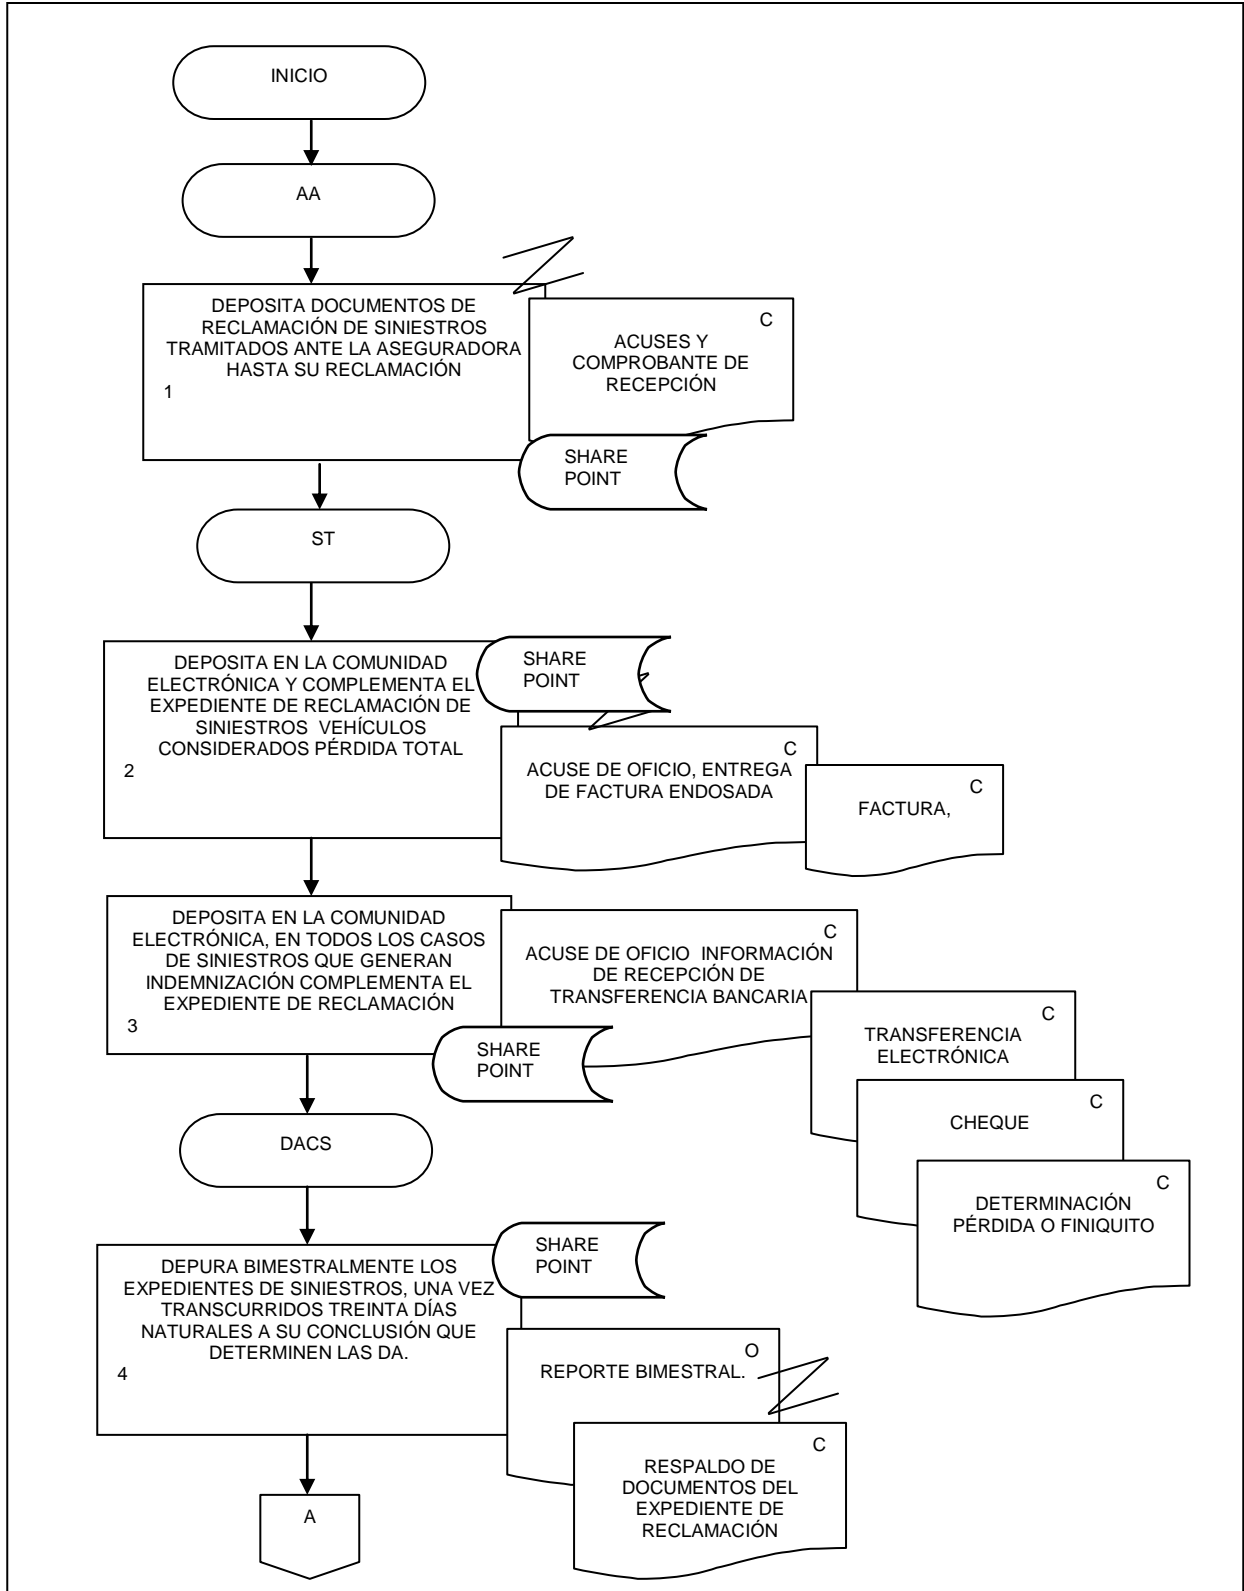 INICIO
AA
DEPOSITA DOCUMENTOS DE
RECLAMACIÓN DE SINIESTROS
TRAMITADOS ANTE LA ASEGURADORA
HASTA SU RECLAMACIÓN
1
C
ACUSES Y
COMPROBANTE DE
RECEPCIÓN
SHARE
POINT
ST
DEPOSITA EN LA COMUNIDAD
ELECTRÓNICA Y COMPLEMENTA EL
EXPEDIENTE DE RECLAMACIÓN DE
SINIESTROS VEHÍCULOS
CONSIDERADOS PÉRDIDA TOTAL
2
SHARE
POINT
C
ACUSE DE OFICIO, ENTREGA
DE FACTURA ENDOSADA
C
FACTURA,
DEPOSITA EN LA COMUNIDAD
ELECTRÓNICA, EN TODOS LOS CASOS
DE SINIESTROS QUE GENERAN
INDEMNIZACIÓN COMPLEMENTA EL
EXPEDIENTE DE RECLAMACIÓN
3
C
ACUSE DE OFICIO INFORMACIÓN
DE RECEPCIÓN DE
TRANSFERENCIA BANCARIA
SHARE
POINT
C
TRANSFERENCIA
ELECTRÓNICA
C
CHEQUE
C
DETERMINACIÓN
PÉRDIDA O FINIQUITO
DACS
DEPURA BIMESTRALMENTE LOS
EXPEDIENTES DE SINIESTROS, UNA VEZ
TRANSCURRIDOS TREINTA DÍAS
NATURALES A SU CONCLUSIÓN QUE
DETERMINEN LAS DA.
4
SHARE
POINT
O
REPORTE BIMESTRAL.
C
RESPALDO DE
DOCUMENTOS DEL
EXPEDIENTE DE
RECLAMACIÓN
A